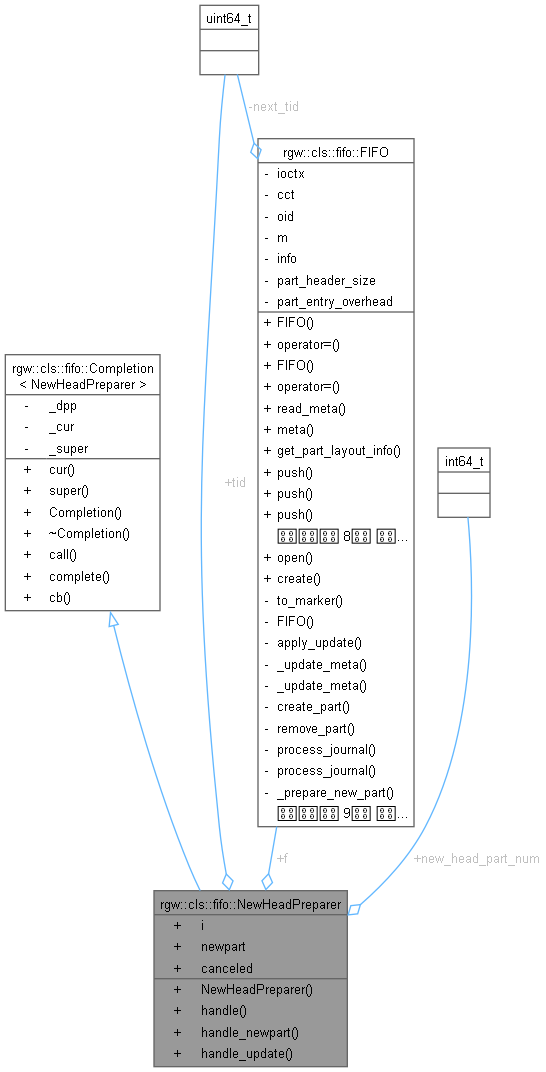 uint64_t
-next_tid
rgw::cls::fifo::FIFO
- ioctx
- cct
- oid
- m
- info
- part_header_size
- part_entry_overhead
+ FIFO()
+ operator=()
+ FIFO()
+ operator=()
+ read_meta()
+ meta()
+ get_part_layout_info()
+ push()
+ push()
+ push()
8 ...
+ open()
+ create()
- to_marker()
- FIFO()
- apply_update()
- _update_meta()
- _update_meta()
- create_part()
- remove_part()
- process_journal()
- process_journal()
- _prepare_new_part()
9 ...
rgw::cls::fifo::Completion
< NewHeadPreparer >
- _dpp
- _cur
- _super
+ cur()
+ super()
+ Completion()
+ ~Completion()
+ call()
+ complete()
+ cb()
+tid
int64_t
+f
+new_head_part_num
rgw::cls::fifo::NewHeadPreparer
+ i
+ newpart
+ canceled
+ NewHeadPreparer()
+ handle()
+ handle_newpart()
+ handle_update()